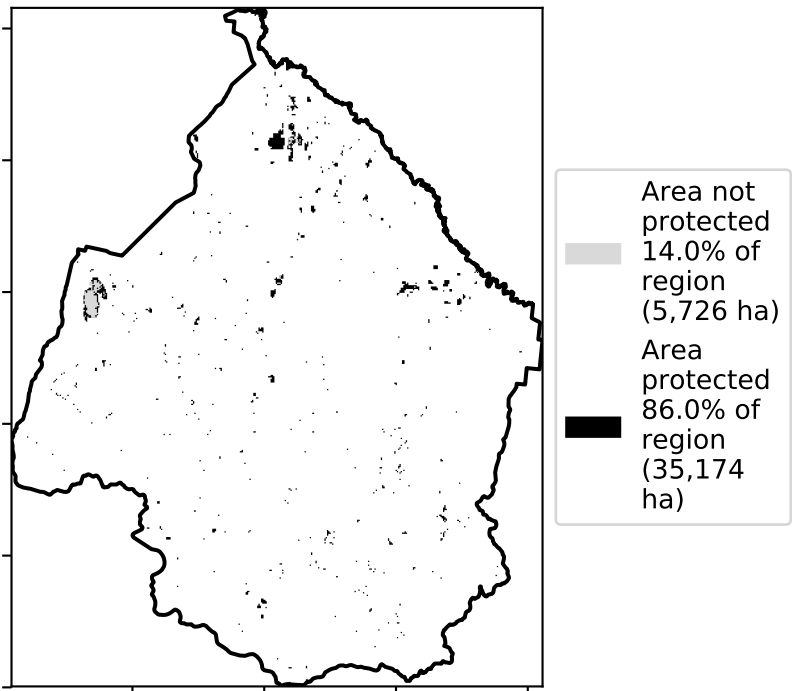 Area not
protected
14.0% of
region
(5,726 ha)
Area
protected
86.0% of
region
(35,174
ha)